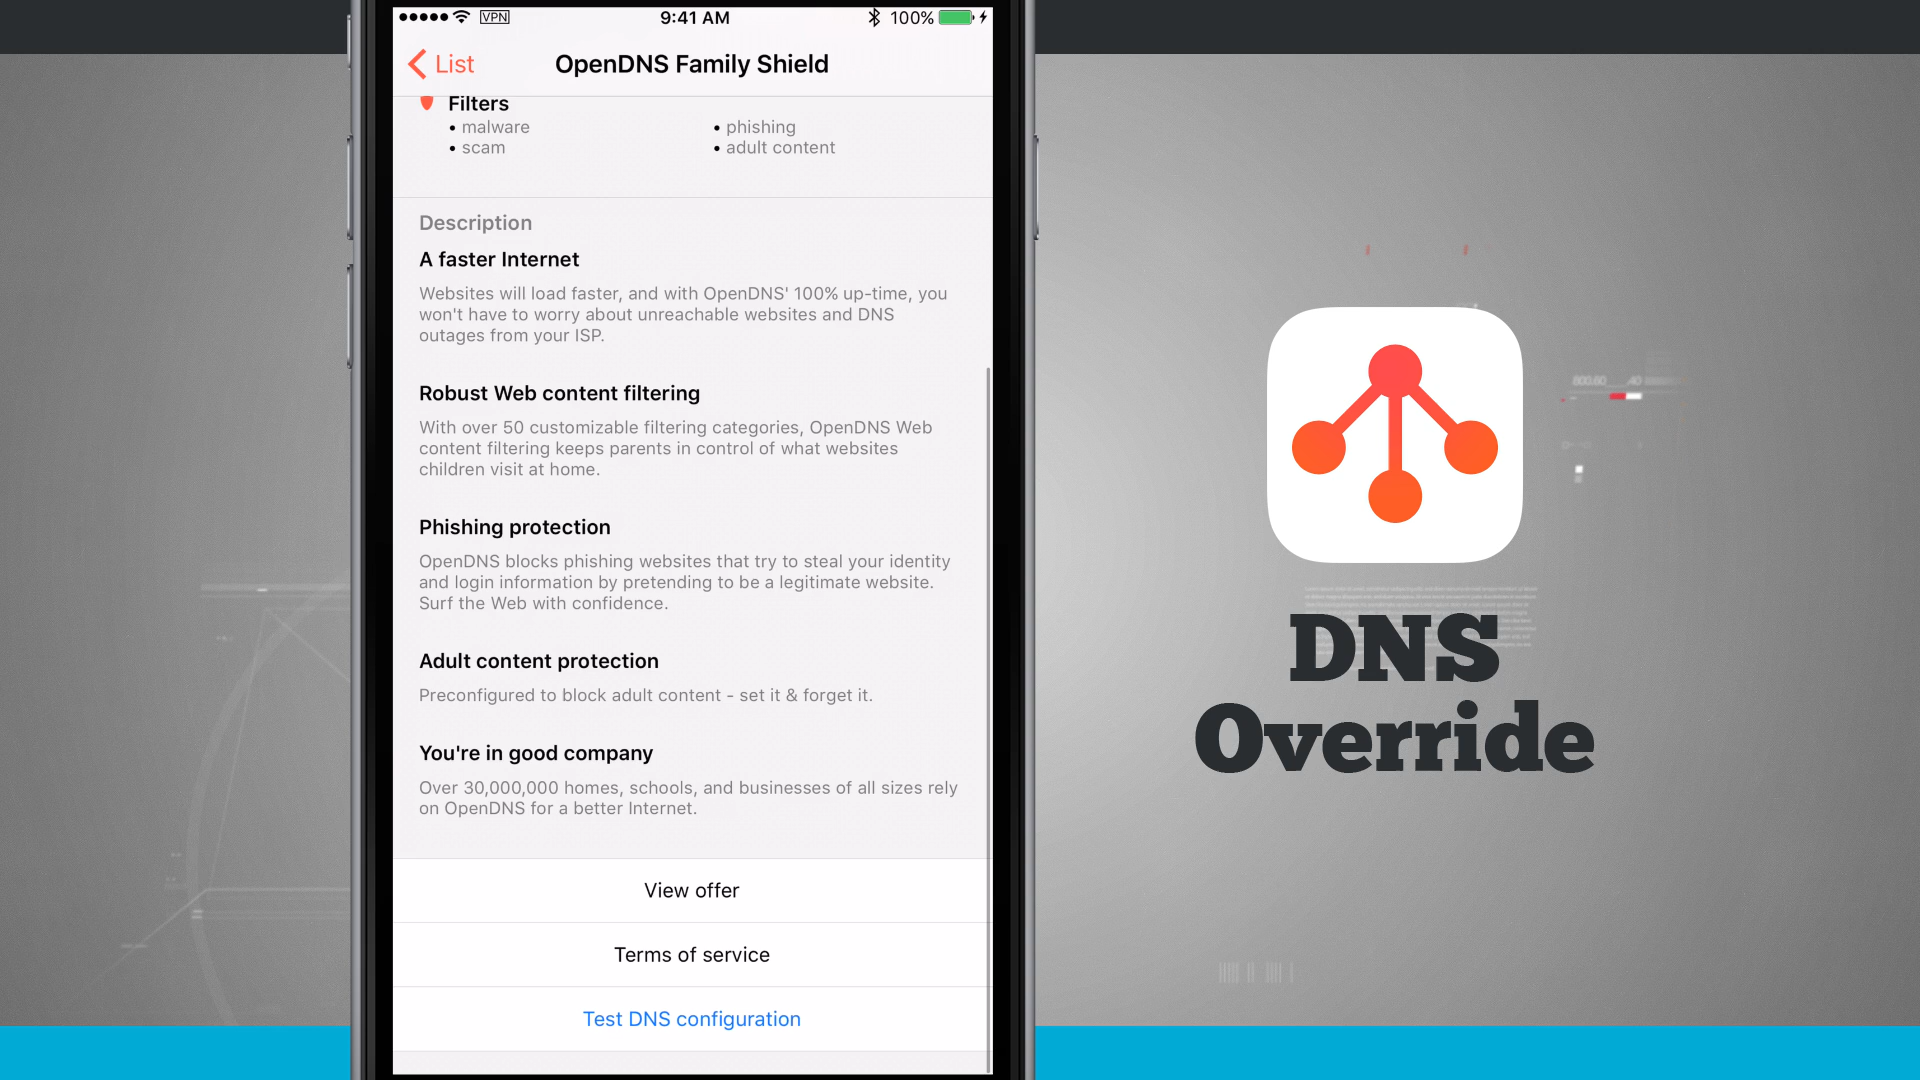 VPN
9:41 AM
100%
List
OpenDNS Family Shield
Filters
• malware
• phishing
• scam
• adult content
Description
A faster Internet
Websites will load faster, and with OpenDNS' 100% up-time, you
won't have to worry about unreachable websites and DNS
outages from your ISP.
Robust Web content filtering
With over 50 customizable filtering categories, OpenDNS Web
content filtering keeps parents in control of what websites
children visit at home.
Phishing protection
OpenDNS blocks phishing websites that try to steal your identity
and login information by pretending to be a legitimate website.
Surf the Web with confidence.
Adult content protection
Preconfigured to block adult content - set it & forget it.
You're in good company
Over 30,000,000 homes, schools, and businesses of all sizes rely
on OpenDNS for a better Internet.
View offer
Terms of service
Test DNS configuration
DNS
Override